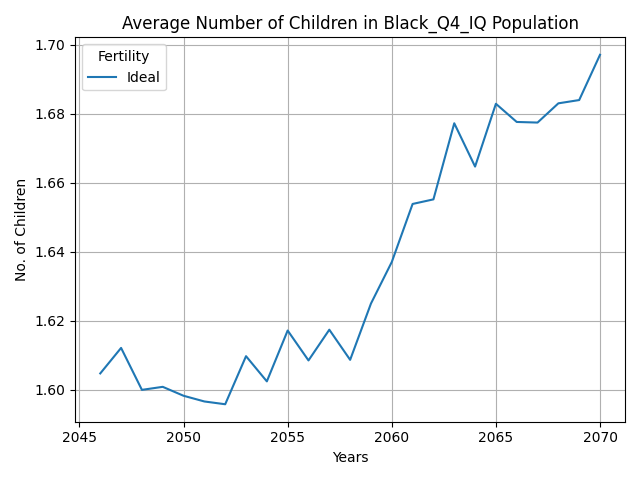 Average Number of Children in Black_Q4_IQ Population
Fertility
Ideal
No. of Children
1.70
1.68
1.66
1.64
1.62
1.60
2045 2050 2055 2060 2065 2070
Years